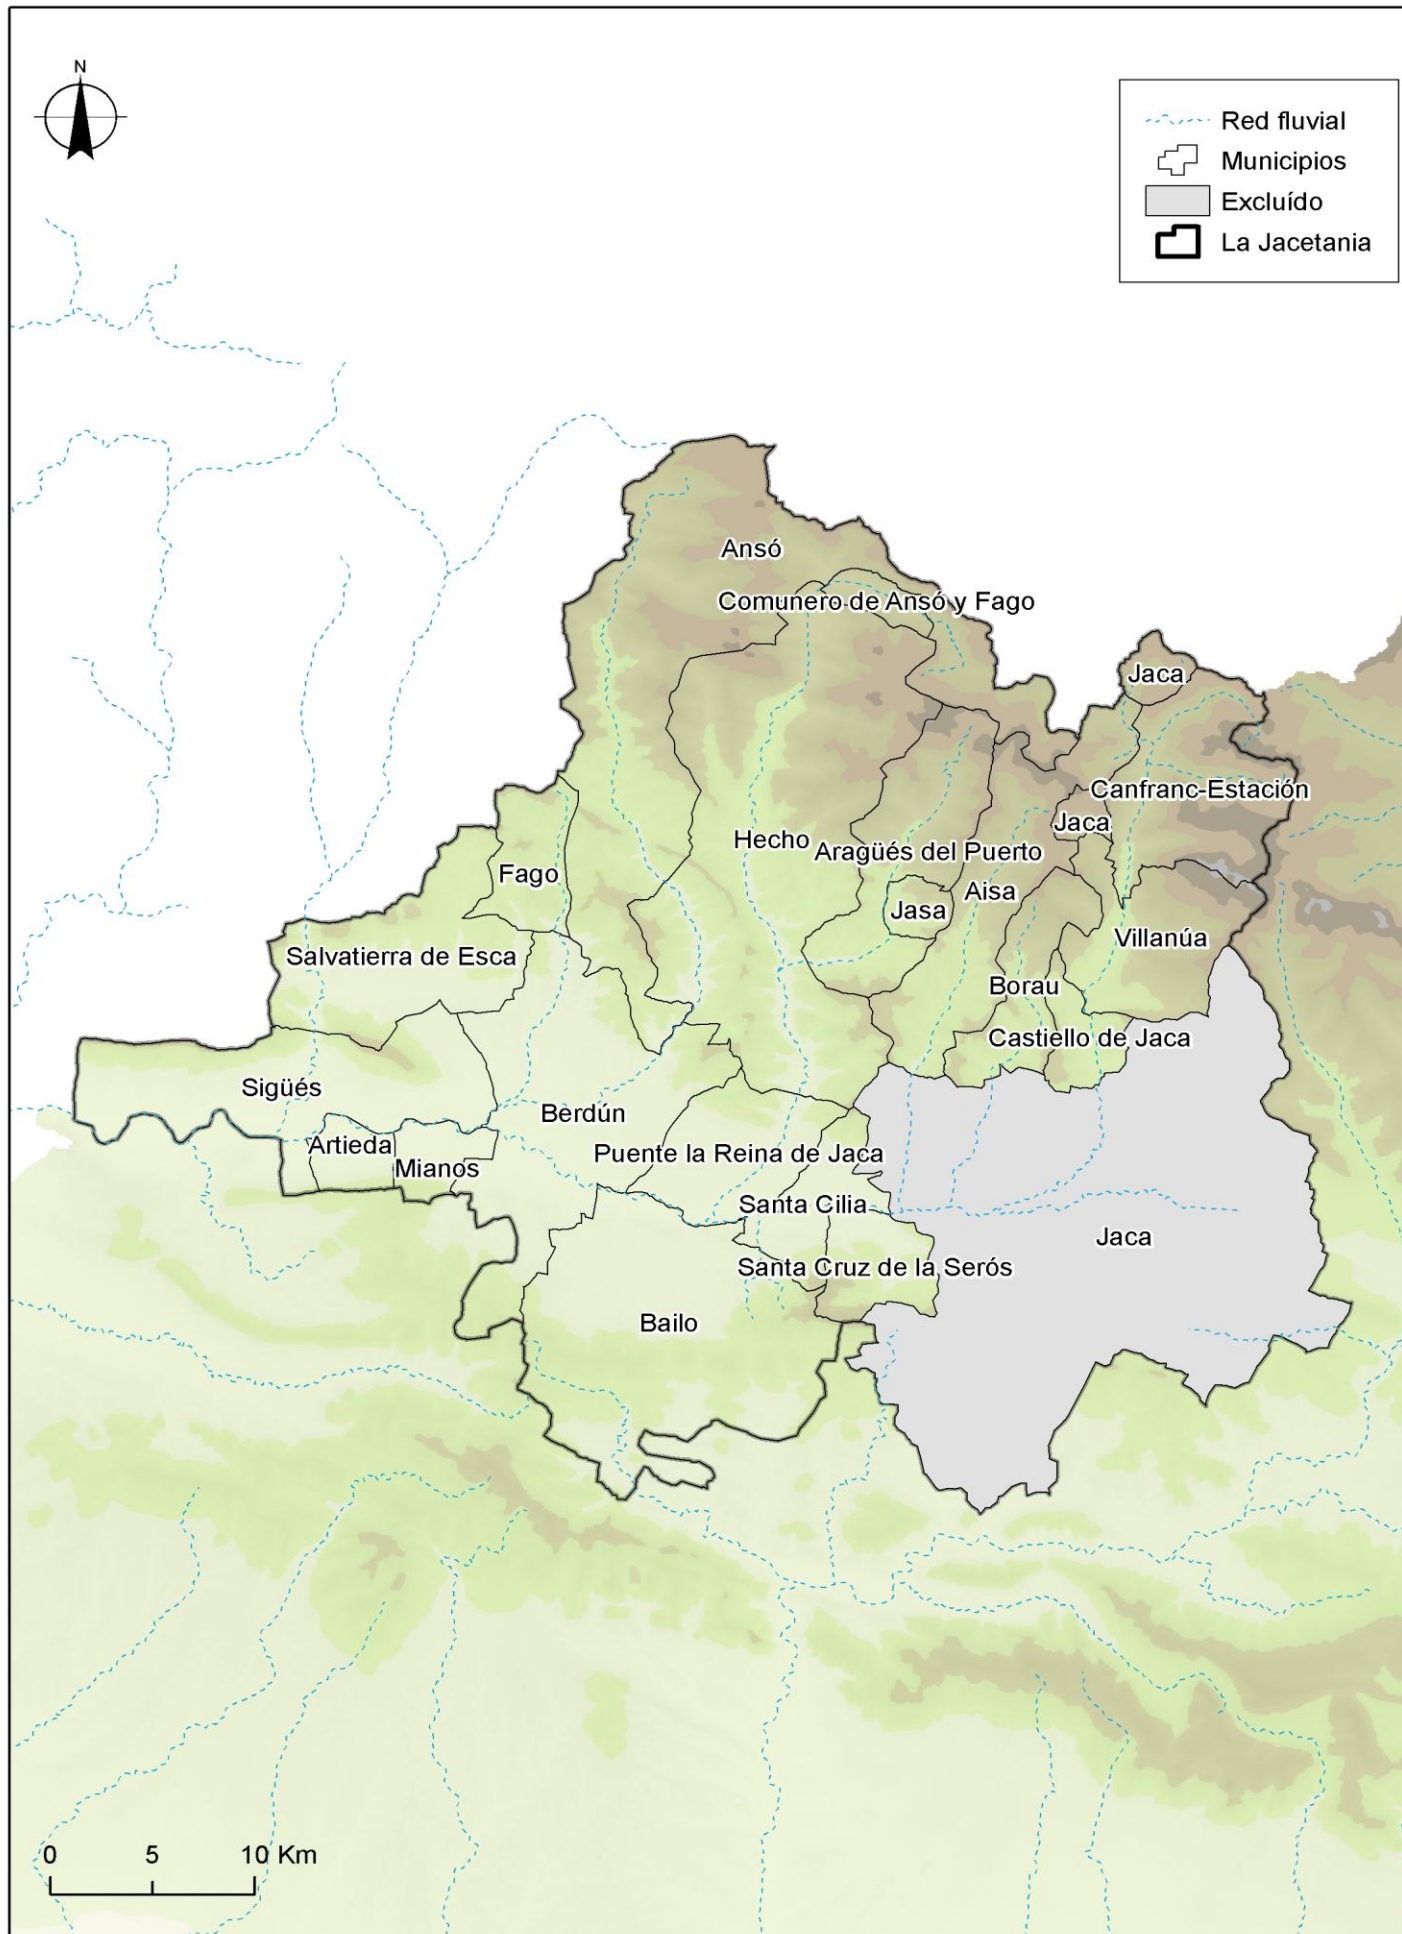 N
Red fluvial
Municipios
Excluído
La Jacetania
Ansó
Comunero de Ansó y Fago
Jaca
Canfranc-Estación
Jaca
Hecho
Aragüés del Puerto
Fago
Aisa
Jasa
Villanúa
Salvatierra de Esca
Borau
Castiello de Jaca
Sigüés
Berdún
Artieda
Puente la Reina de Jaca
Mianos
Santa Cilia
Jaca
Santa Cruz de la Serós
Bailo
0 5 10 Km